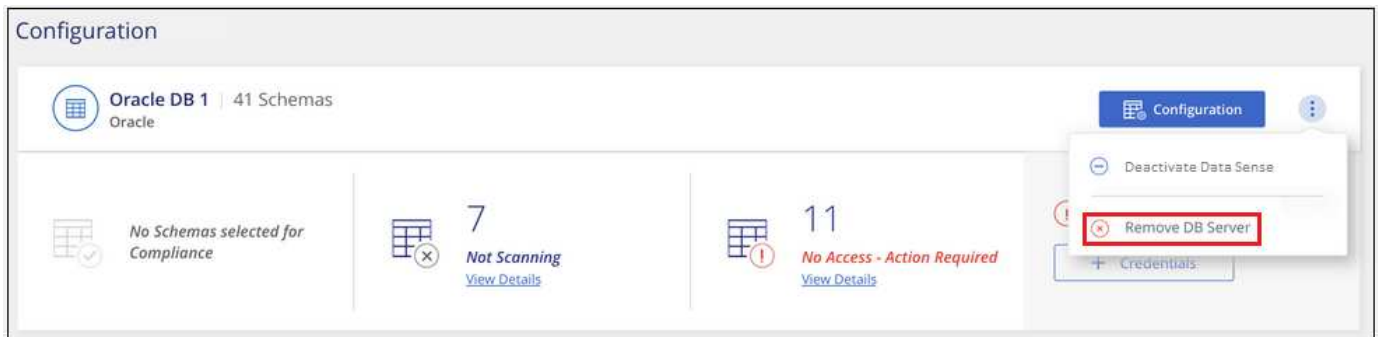 Configuration
Oracle DB 1 | 41 Schemas
Oracle
Configuration
Deactivate Data Sense
Remove DB Server
No Schemas selected for
Compliance
7
Not Scanning
View Details
11
No Access - Action Required
View Details
+ Credentials